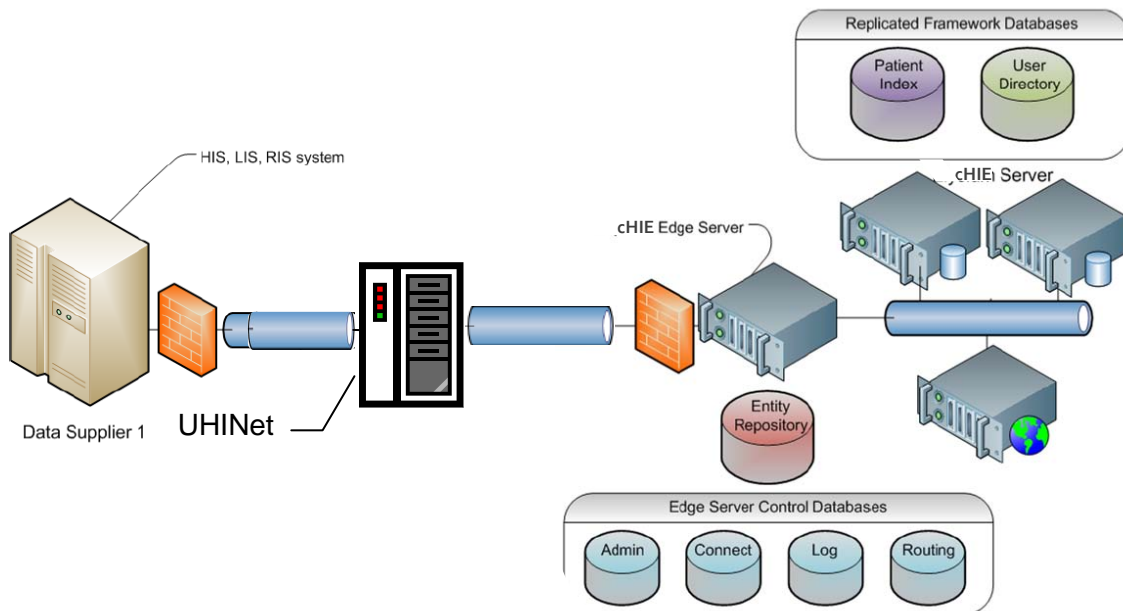 Replicated Framework Databases
Patient
Index
User
Directory
HIS, LIS, RIS system
cHIE Server
cHIE Edge Server
Data Supplier 1
UHINet
Entity
Repository
Edge Server Control Databases
Admin
Connect
Log
Routing